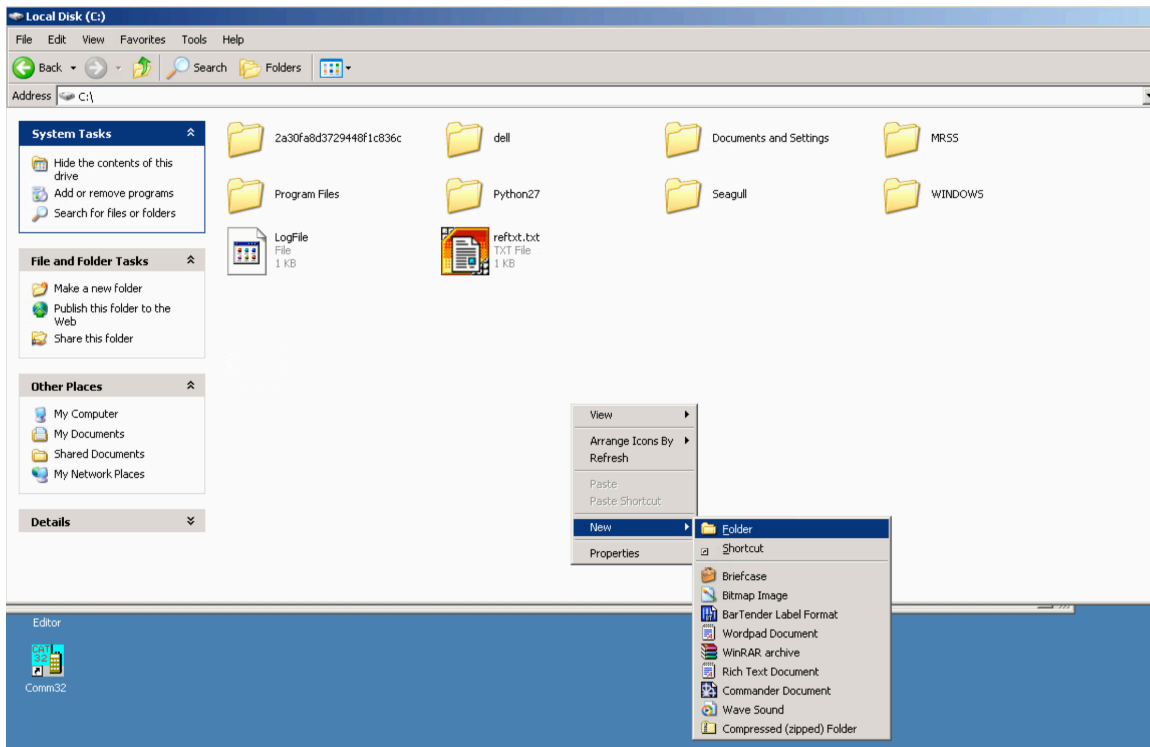 Local Disk (C:)
File Edit View Favorites Tools Help
Back Search Folders
Address C:\
System Tasks
Hide the contents of this
drive
Add or remove programs
Search for files or folders
File and Folder Tasks
Make a new folder
Publish this folder to the
Web
Share this folder
Other Places
My Computer
My Documents
Shared Documents
My Network Places
Details
2a30fa8d3729448f1c836c
dell
Documents and Settings
MRS5
Program Files
Python27
Seagull
WINDOWS
LogFile
File
1 KB
reftxt.txt
TXT File
1 KB
View
Arrange Icons By
Refresh
Paste
Paste Shortcut
New
Properties
Folder
Shortcut
Briefcase
Bitmap Image
BarTender Label Format
Wordpad Document
WinRAR archive
Rich Text Document
Commander Document
Wave Sound
Compressed (zipped) Folder
Editor
CAT
32
Comm32